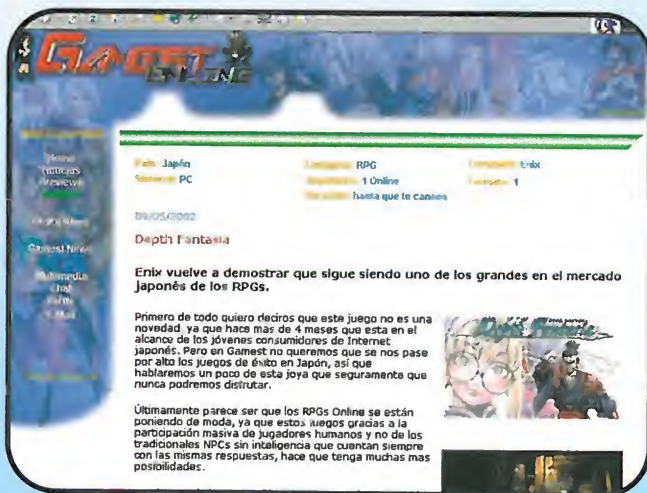 Gamest
ONLINE
País: Japón
RPG
Enix
Sistema: PC
1 Online
Formato: 1
hasta que te canses
09/05/2002
Depth Fantasia
Enix vuelve a demostrar que sigue siendo uno de los grandes en el mercado
japonés de los RPGs.
Home
Noticias
Previews
Gamest News
Multimedia
Chat
E-Mail
Primero de todo quiero deciros que este juego no es una
novedad, ya que hace mas de 4 meses que esta en el
alcance de los jóvenes consumidores de Internet
japonés. Pero en Gamest no queremos que se nos pase
por alto los juegos de éxito en Japón, así que
hablaremos un poco de esta joya que seguramente que
nunca podremos disfrutar.
Últimamente parece ser que los RPGs Online se están
poniendo de moda, ya que estos juegos gracias a la
participación masiva de jugadores humanos y no de los
tradicionales NPCs sin inteligencia que cuentan siempre
con las mismas respuestas, hace que tenga muchas mas
posibilidades.